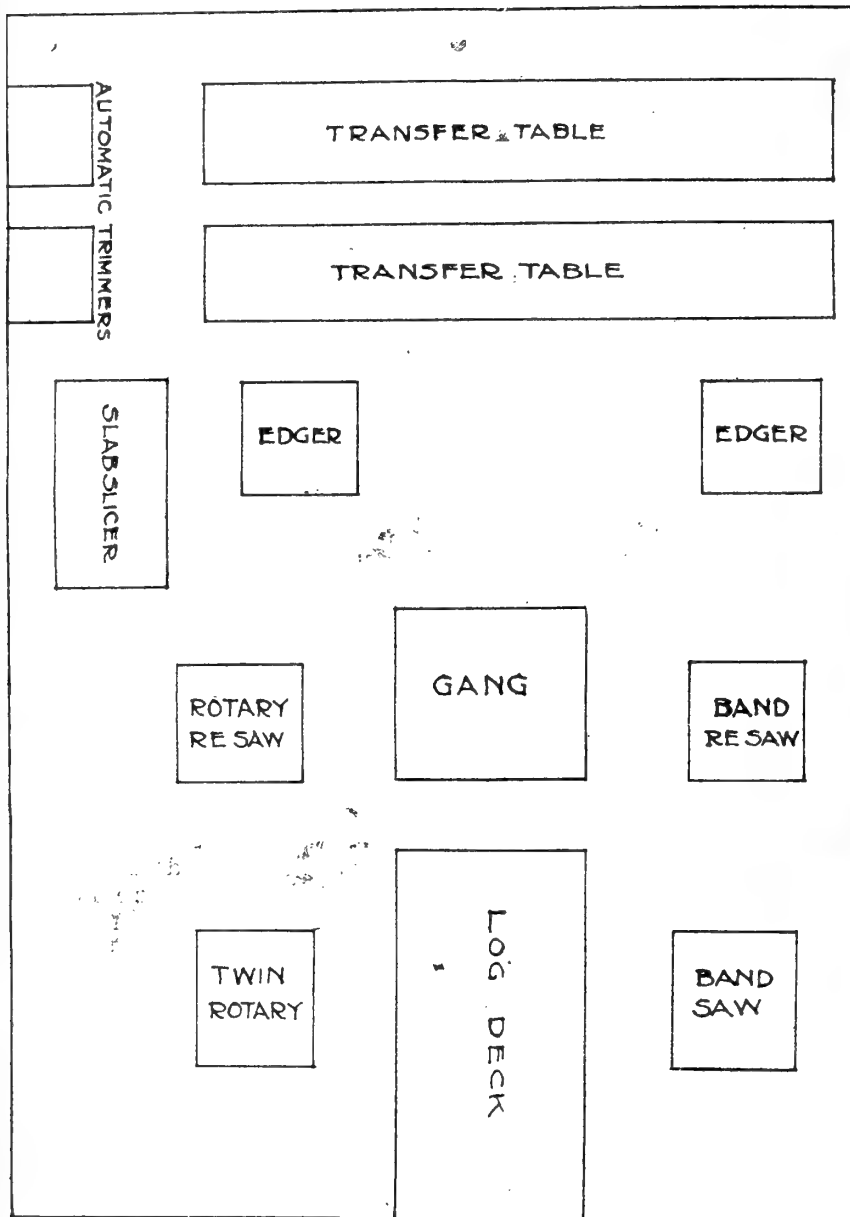 AUTOMATIC TRIMMERS
TRANSFER TABLE
TRANSFER TABLE
SLABSLICER
EDGER
EDGER
ROTARY
RE SAW
GANG
BAND
RE SAW
TWIN
ROTARY
LOG DECK
BAND
SAW